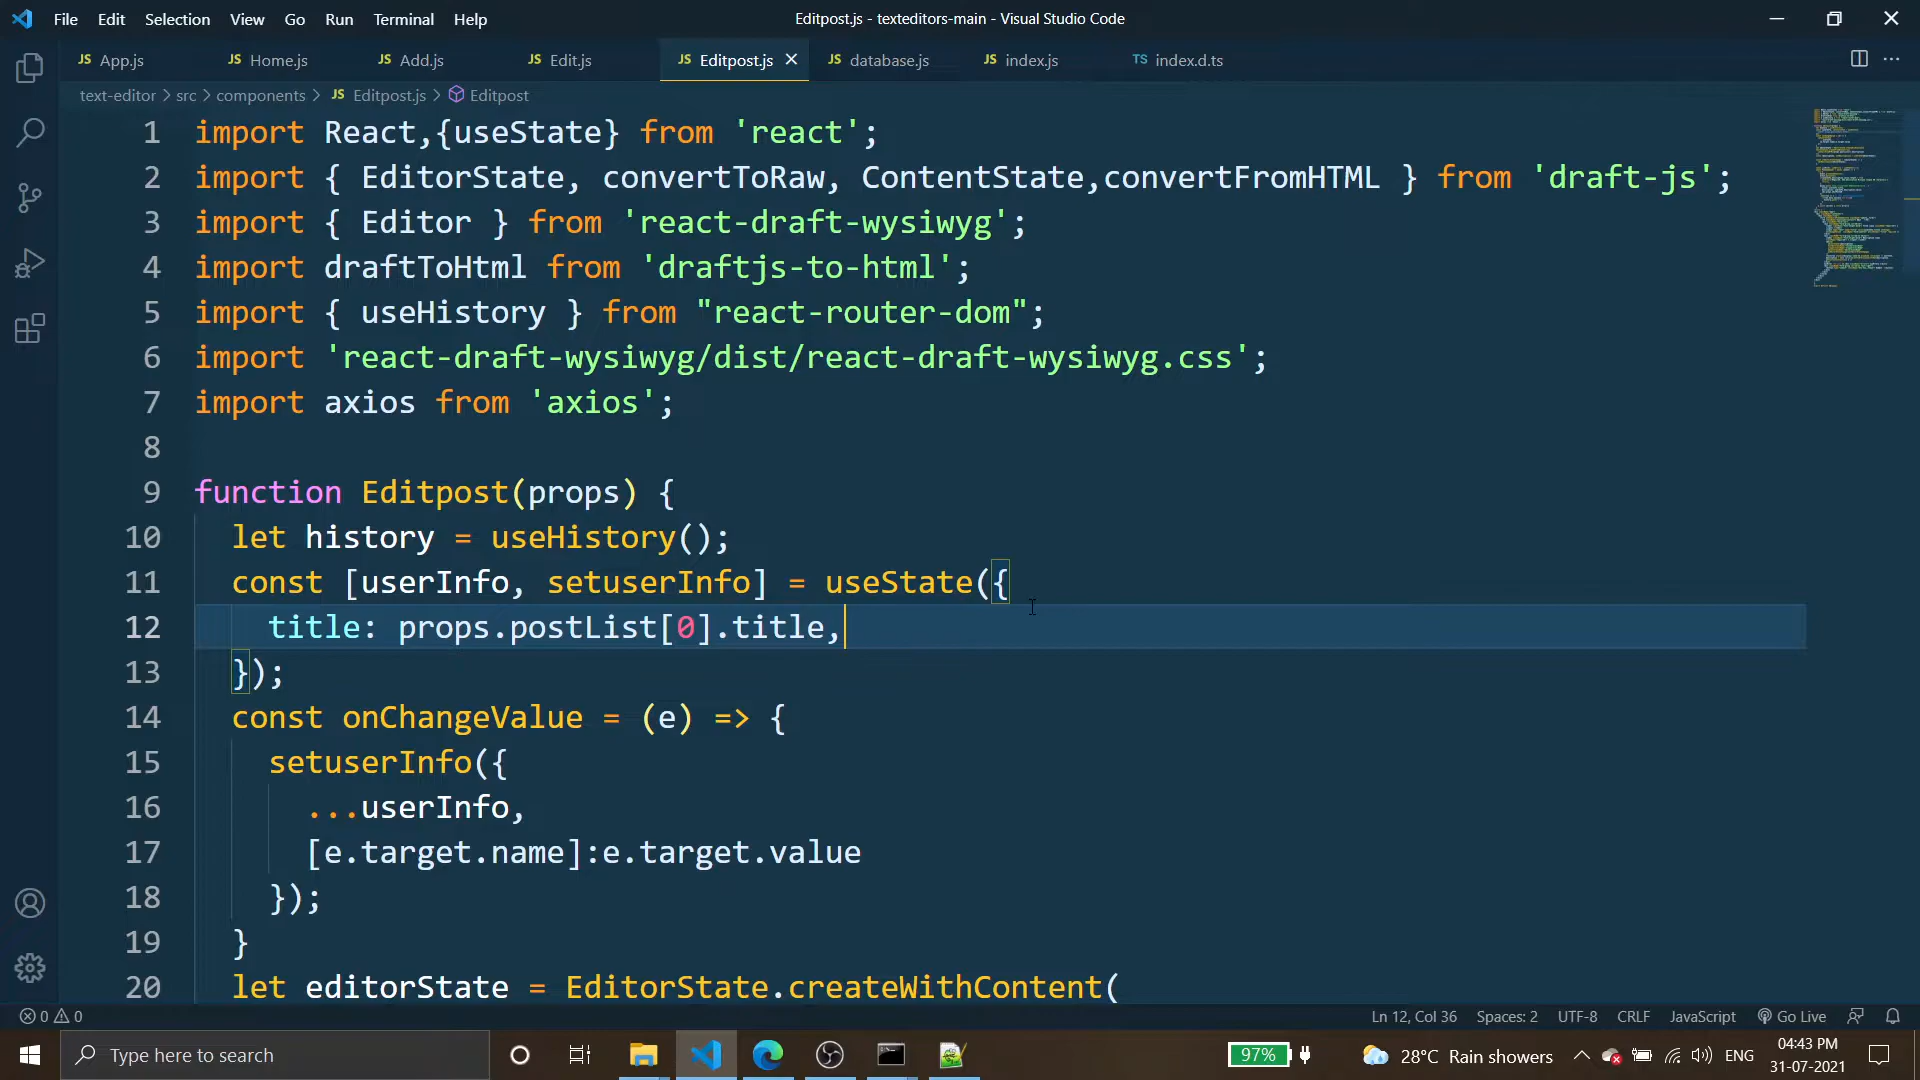 File Edit Selection View Go Run Terminal Help Editpost.js - texteditors-main - Visual Studio Code
JS App.js JS Home.js JS Add.js JS Edit.js JS Editpost.js JS database.js JS index.js TS index.d.ts
text-editor > src > components > JS Editpost.js > Editpost
1 import React,{useState} from 'react';
2 import { EditorState, convertToRaw, ContentState,convertFromHTML } from 'draft-js';
3 import { Editor } from 'react-draft-wysiwyg';
4 import draftToHtml from 'draftjs-to-html';
5 import { useHistory } from "react-router-dom";
6 import 'react-draft-wysiwyg/dist/react-draft-wysiwyg.css';
7 import axios from 'axios';
8
9 function Editpost(props) {
10 let history = useHistory();
11 const [userInfo, setuserInfo] = useState({
12 title: props.postList[0].title,
13 });
14 const onChangeValue = (e) => {
15 setuserInfo({
16 ...userInfo,
17 [e.target.name]:e.target.value
18 });
19 }
20 let editorState = EditorState.createWithContent(
0 0 Ln 12, Col 36 Spaces: 2 UTF-8 CRLF JavaScript Go Live
Type here to search 97% 28°C Rain showers ENG 04:43 PM
31-07-2021